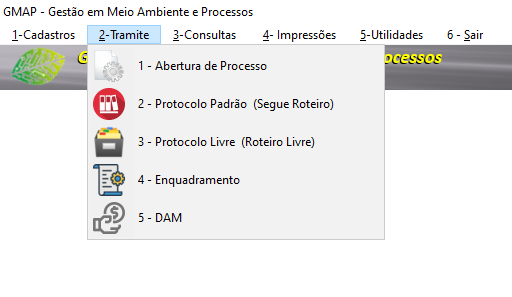 GMAP - Gestão em Meio Ambiente e Processos
1-Cadastros 2-Tramite 3-Consultas 4- Impressões 5-Utilidades 6 - Sair
1 - Abertura de Processo
2 - Protocolo Padrão (Segue Roteiro)
3 - Protocolo Livre (Roteiro Livre)
4 - Enquadramento
5 - DAM